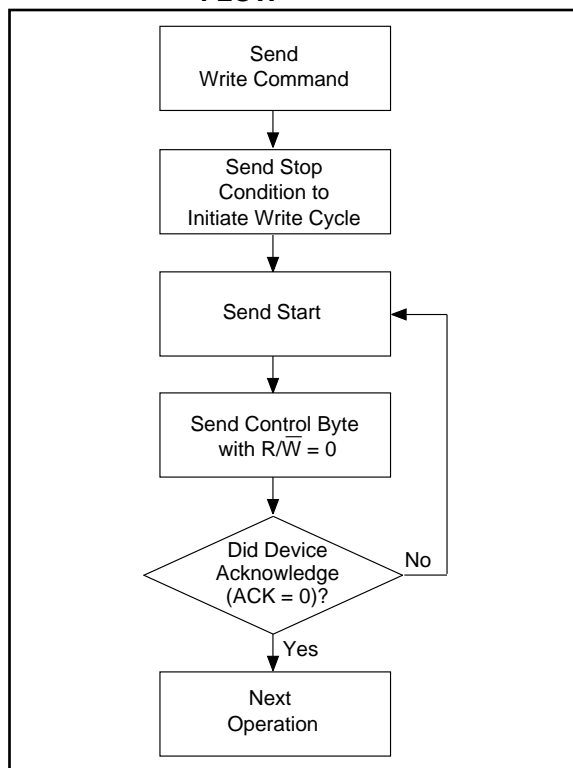 Send
Write Command
Send Stop
Condition to
Initiate Write Cycle
Send Start
Send Control Byte
with R/W̅ = 0
Did Device
Acknowledge
(ACK = 0)?
No
Yes
Next
Operation